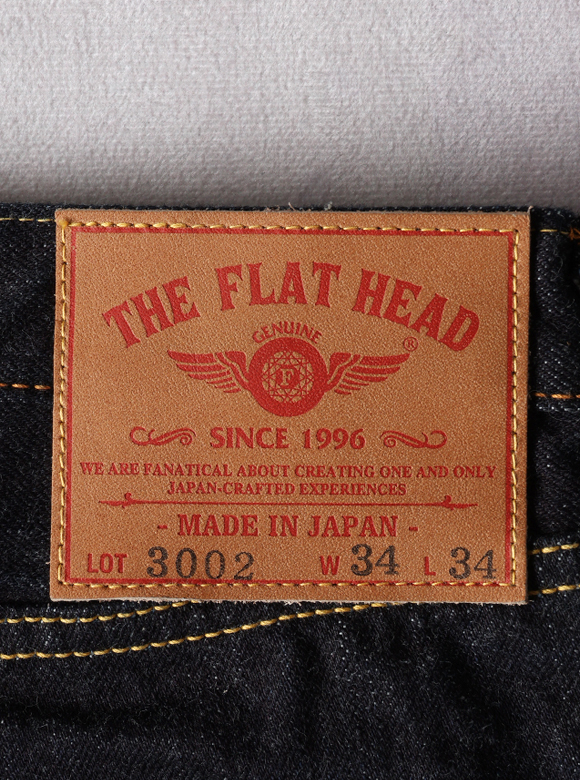 THE FLAT HEAD
GENUINE
®
F
SINCE 1996
WE ARE FANATICAL ABOUT CREATING ONE AND ONLY
JAPAN-CRAFTED EXPERIENCES
- MADE IN JAPAN -
LOT 3002 W 34 L 34